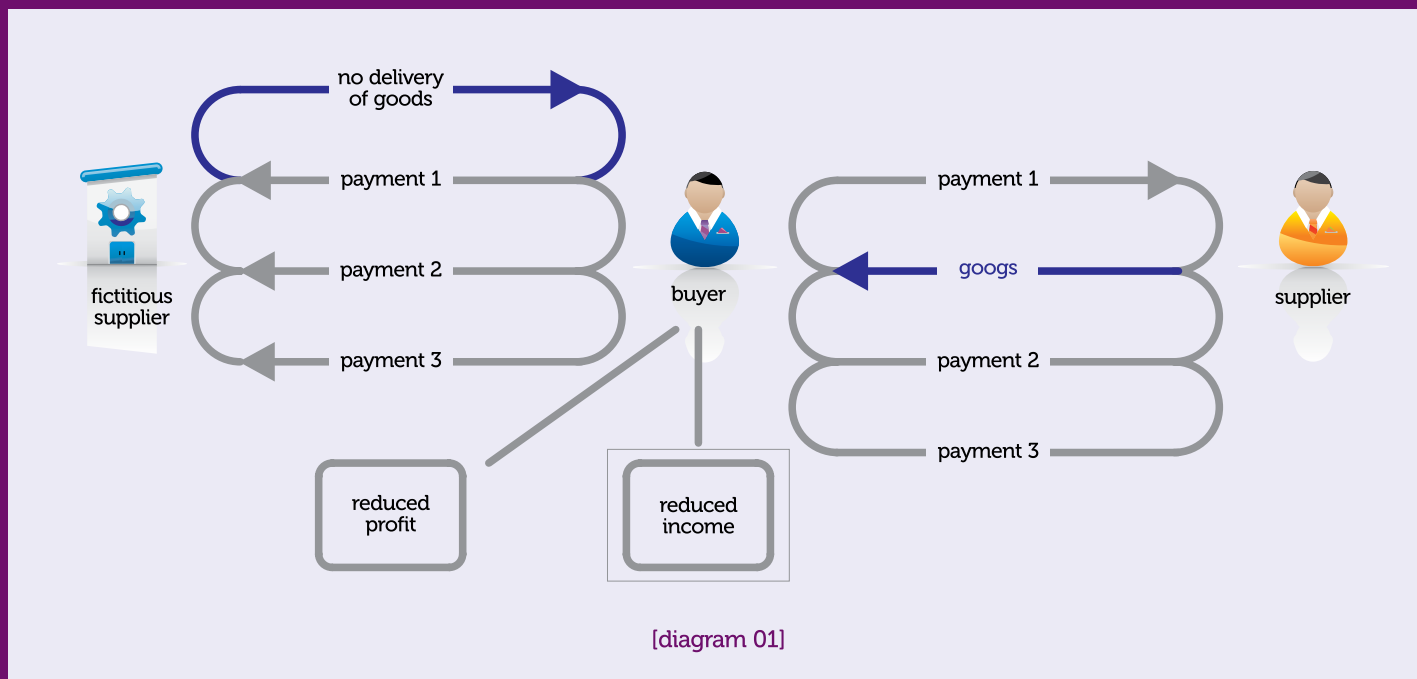 no delivery
of goods
payment 1
payment 2
payment 3
fictitious
supplier
buyer
payment 1
googs
payment 2
payment 3
supplier
reduced
profit
reduced
income
[diagram 01]